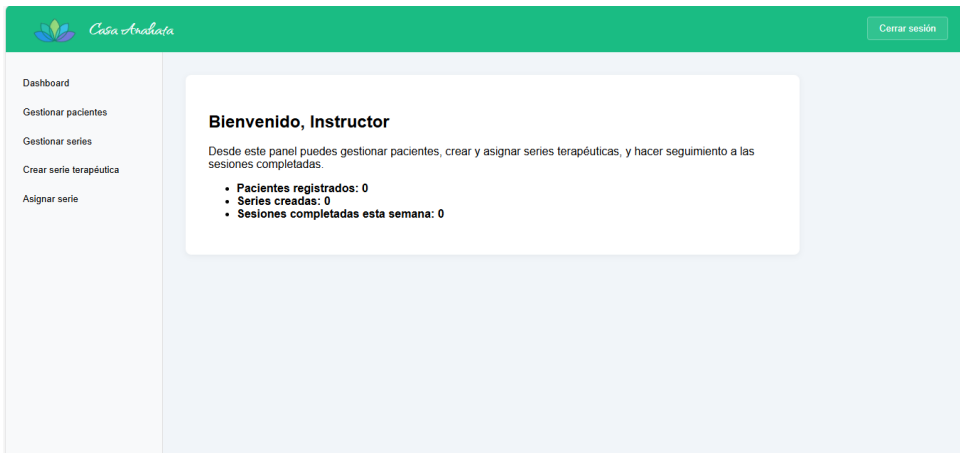 Casa Anahata
Cerrar sesión
Dashboard
Gestionar pacientes
Gestionar series
Crear serie terapéutica
Asignar serie
Bienvenido, Instructor
Desde este panel puedes gestionar pacientes, crear y asignar series terapéuticas, y hacer seguimiento a las
sesiones completadas.
• Pacientes registrados: 0
• Series creadas: 0
• Sesiones completadas esta semana: 0